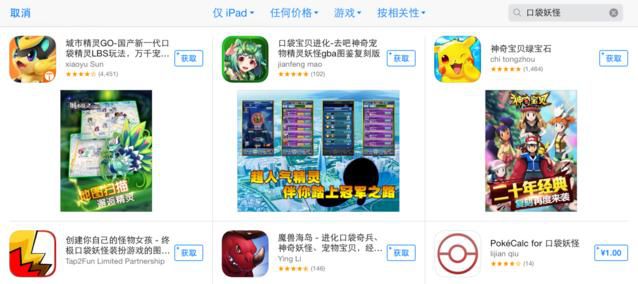 取消
仅 iPad
任何价格
游戏
按相关性
口袋妖怪
城市精灵GO-国产新一代口
袋精灵LBS玩法，万千宠…
xiaoyu Sun
(4,451)
获取
口袋宝贝进化-去吧神奇宠
物精灵妖怪gba图鉴复刻版
jianfeng mao
(102)
获取
神奇宝贝绿宝石
chi tongzhou
(1,464)
获取
地图扫描
邂逅精灵
超人气精灵
伴你踏上冠军之路
神奇宝贝
二十年经典
复刻再度来袭
创建你自己的怪物女孩 - 终
极口袋妖怪装扮游戏的图…
Tap2Fun Limited Partnership
获取
魔兽海岛 - 进化口袋奇兵、
神奇妖怪、宠物宝贝，经…
Ying Li
(146)
获取
PokéCalc for 口袋妖怪
lijian qiu
(14)
¥1.00